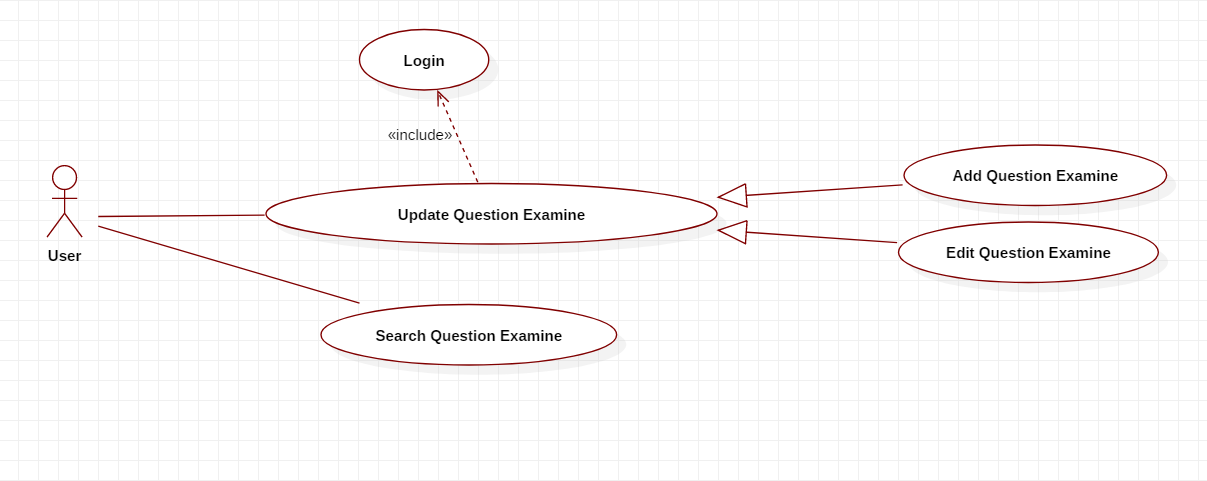 Login
«include»
Add Question Examine
Update Question Examine
Edit Question Examine
User
Search Question Examine